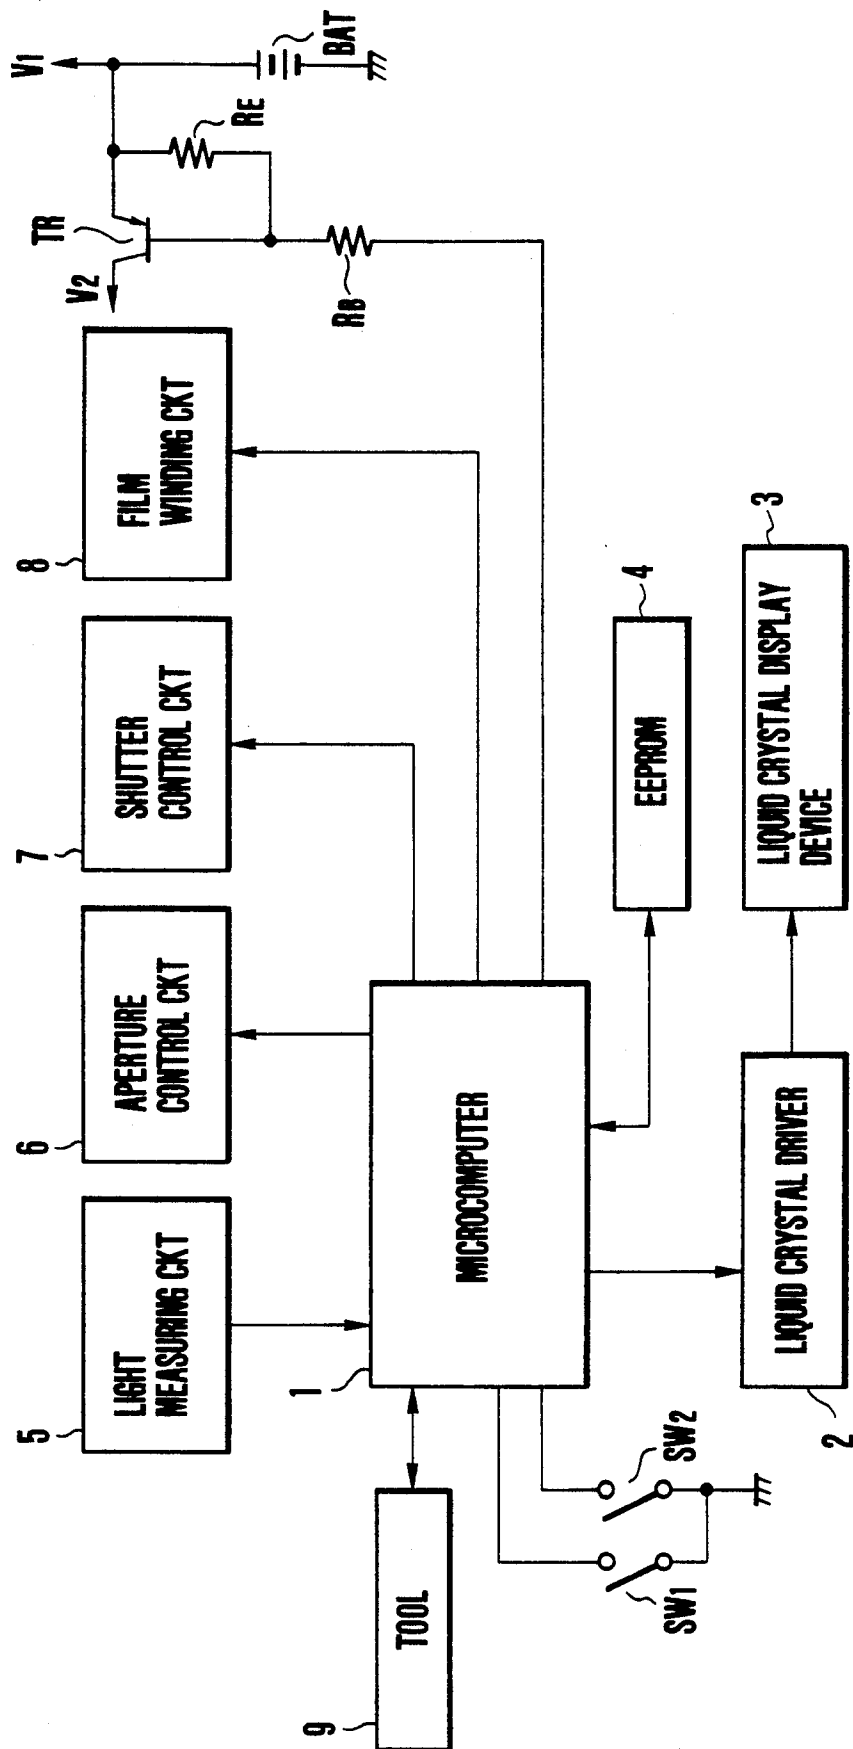 5
LIGHT
MEASURING CKT
6
APERTURE
CONTROL CKT
7
SHUTTER
CONTROL CKT
8
FILM
WINDING CKT
V2
TR
V1
RE
BAT
RB
1
MICROCOMPUTER
9
TOOL
SW1
SW2
4
EEPROM
2
LIQUID CRYSTAL DRIVER
3
LIQUID CRYSTAL DISPLAY
DEVICE